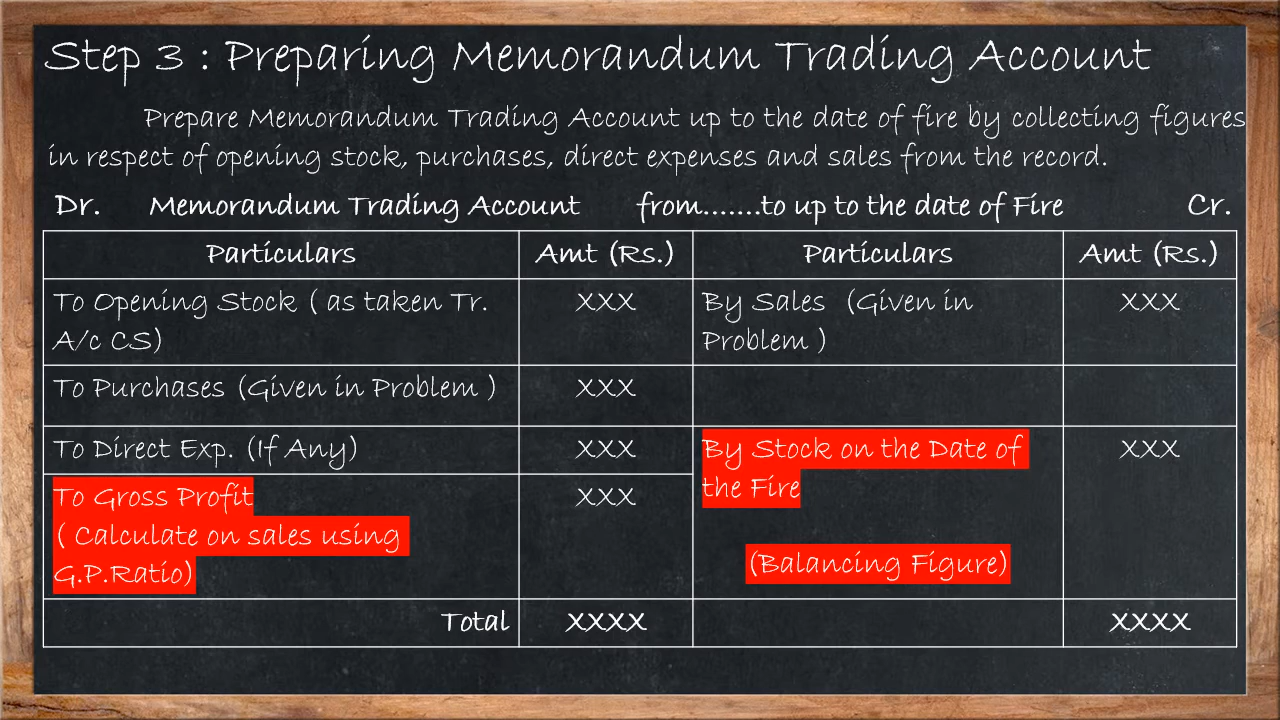 Step 3 : Preparing Memorandum Trading Account
Prepare Memorandum Trading Account up to the date of fire by collecting figures
in respect of opening stock, purchases, direct expenses and sales from the record.
Dr. Memorandum Trading Account from.......to up to the date of Fire Cr.
Particulars Amt (Rs.) Particulars Amt (Rs.)
To Opening Stock ( as taken Tr. XXX By Sales (Given in XXX
A/c CS) Problem )
To Purchases (Given in Problem ) XXX
To Direct Exp. (If Any) XXX By Stock on the Date of XXX
the Fire
To Gross Profit XXX
( Calculate on sales using
(Balancing Figure)
G.P.Ratio)
Total XXXX XXXX